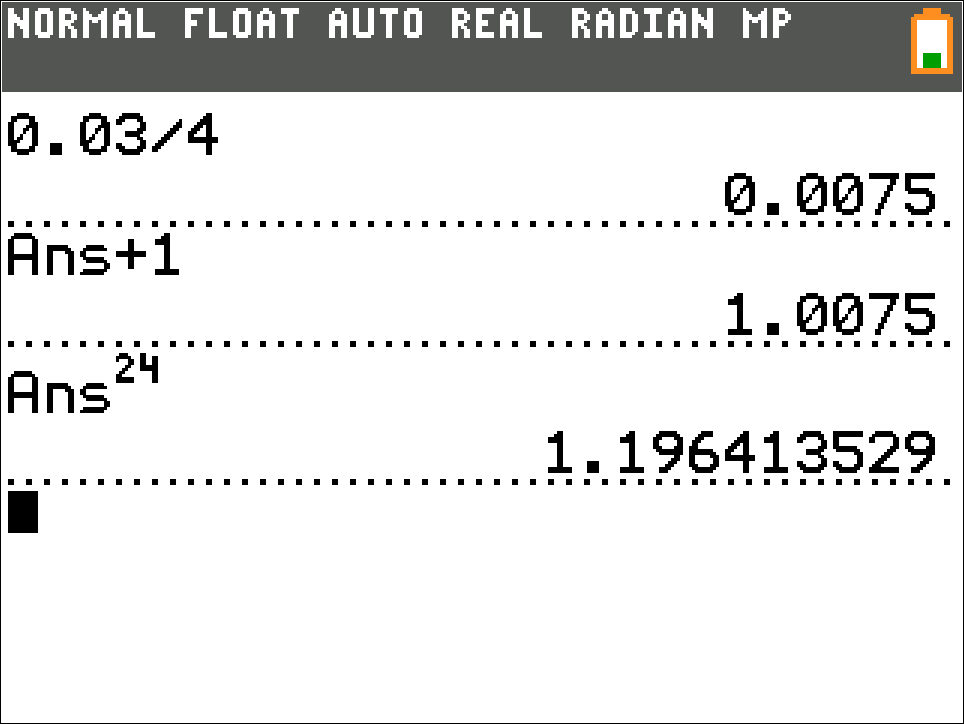 NORMAL FLOAT AUTO REAL RADIAN MP
0.03/4
0.0075
Ans+1
1.0075
Ans²⁴
1.196413529